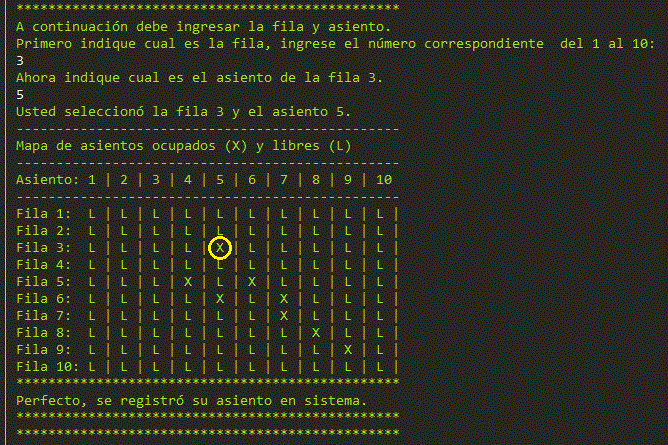 ************************************************
A continuación debe ingresar la fila y asiento.
Primero indique cual es la fila, ingrese el número correspondiente  del 1 al 10:
3
Ahora indique cual es el asiento de la fila 3.
5
Usted seleccionó la fila 3 y el asiento 5.
------------------------------------------------
Mapa de asientos ocupados (X) y libres (L)
------------------------------------------------
Asiento: 1 | 2 | 3 | 4 | 5 | 6 | 7 | 8 | 9 | 10
------------------------------------------------
Fila 1:  L | L | L | L | L | L | L | L | L | L |
Fila 2:  L | L | L | L | L | L | L | L | L | L |
Fila 3:  L | L | L | L | X | L | L | L | L | L |
Fila 4:  L | L | L | L | L | L | L | L | L | L |
Fila 5:  L | L | L | X | L | X | L | L | L | L |
Fila 6:  L | L | L | L | X | L | X | L | L | L |
Fila 7:  L | L | L | L | L | L | X | L | L | L |
Fila 8:  L | L | L | L | L | L | L | X | L | L |
Fila 9:  L | L | L | L | L | L | L | L | X | L |
Fila 10: L | L | L | L | L | L | L | L | L | L |
************************************************
Perfecto, se registró su asiento en sistema.
************************************************
************************************************